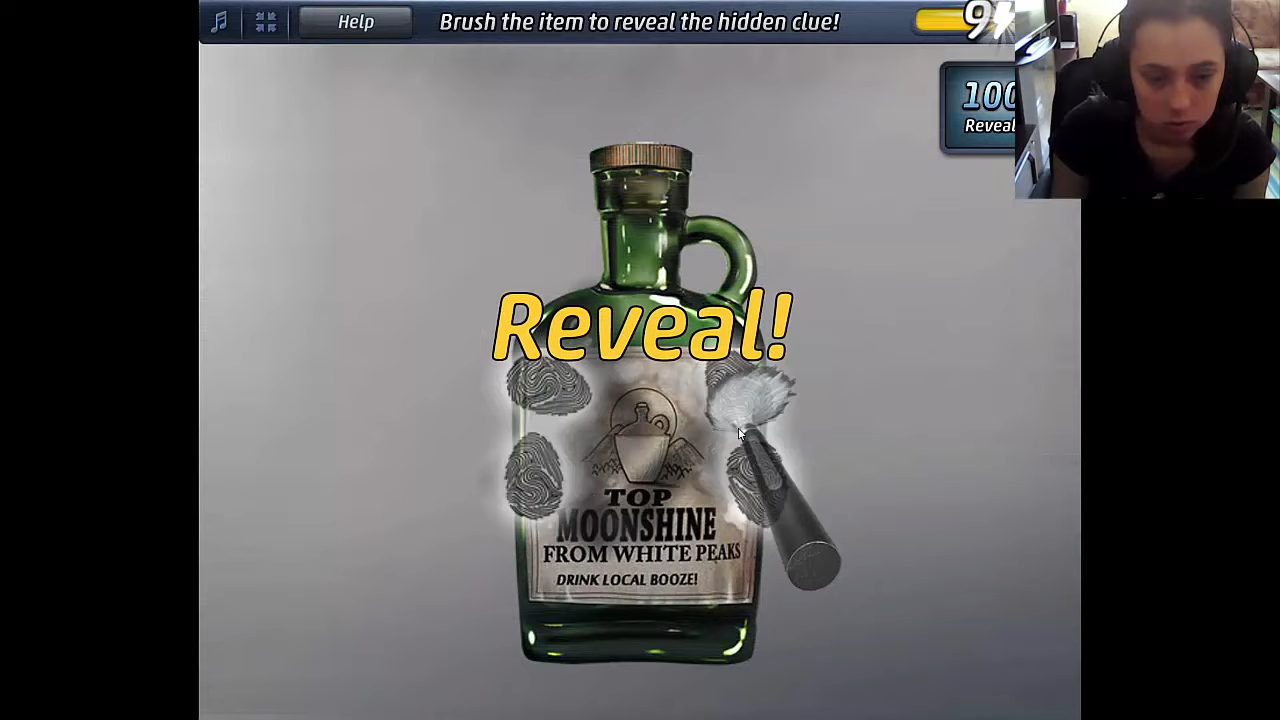 Help
Brush the item to reveal the hidden clue!
9
100
Reveal
Reveal!
TOP
MOONSHINE
FROM WHITE PEAKS
DRINK LOCAL BOOZE!